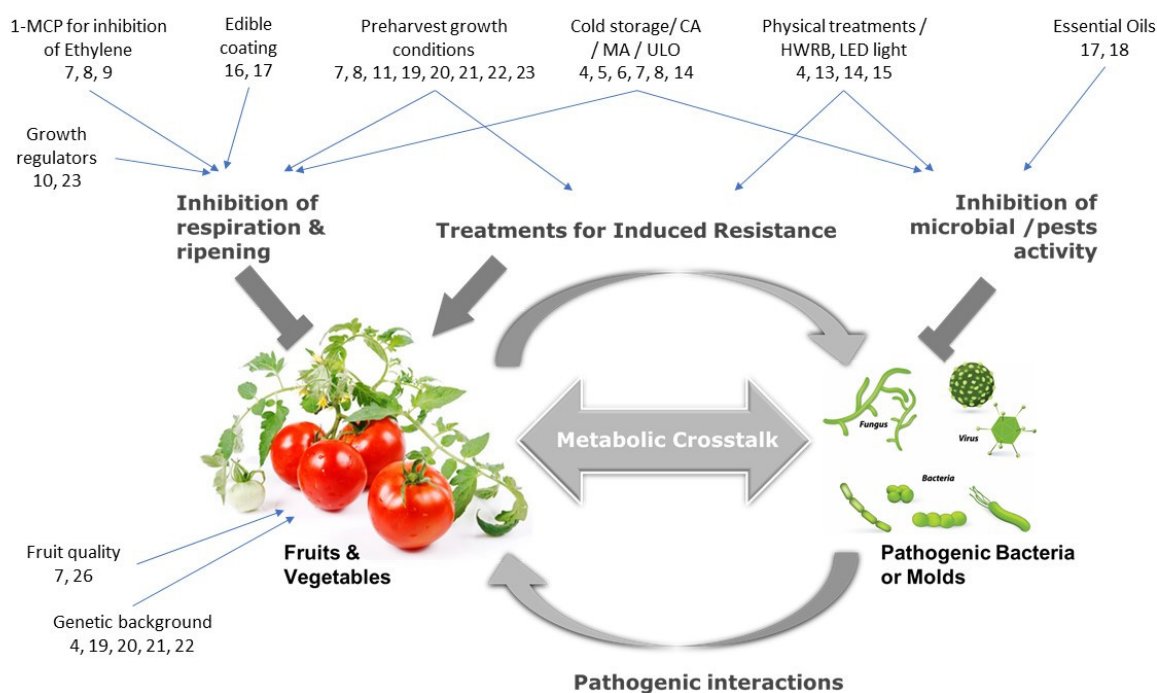 1-MCP for inhibition
of Ethylene
7, 8, 9
Edible
coating
16, 17
Preharvest growth
conditions
7, 8, 11, 19, 20, 21, 22, 23
Cold storage/ CA
/ MA / ULO
4, 5, 6, 7, 8, 14
Physical treatments /
HWRB, LED light
4, 13, 14, 15
Essential Oils
17, 18
Growth
regulators
10, 23
Inhibition of
respiration &
ripening
Treatments for Induced Resistance
Inhibition of
microbial /pests
activity
Metabolic Crosstalk
Fungus
Virus
Bacteria
Fruit quality
7, 26
Fruits &
Vegetables
Pathogenic Bacteria
or Molds
Genetic background
4, 19, 20, 21, 22
Pathogenic interactions